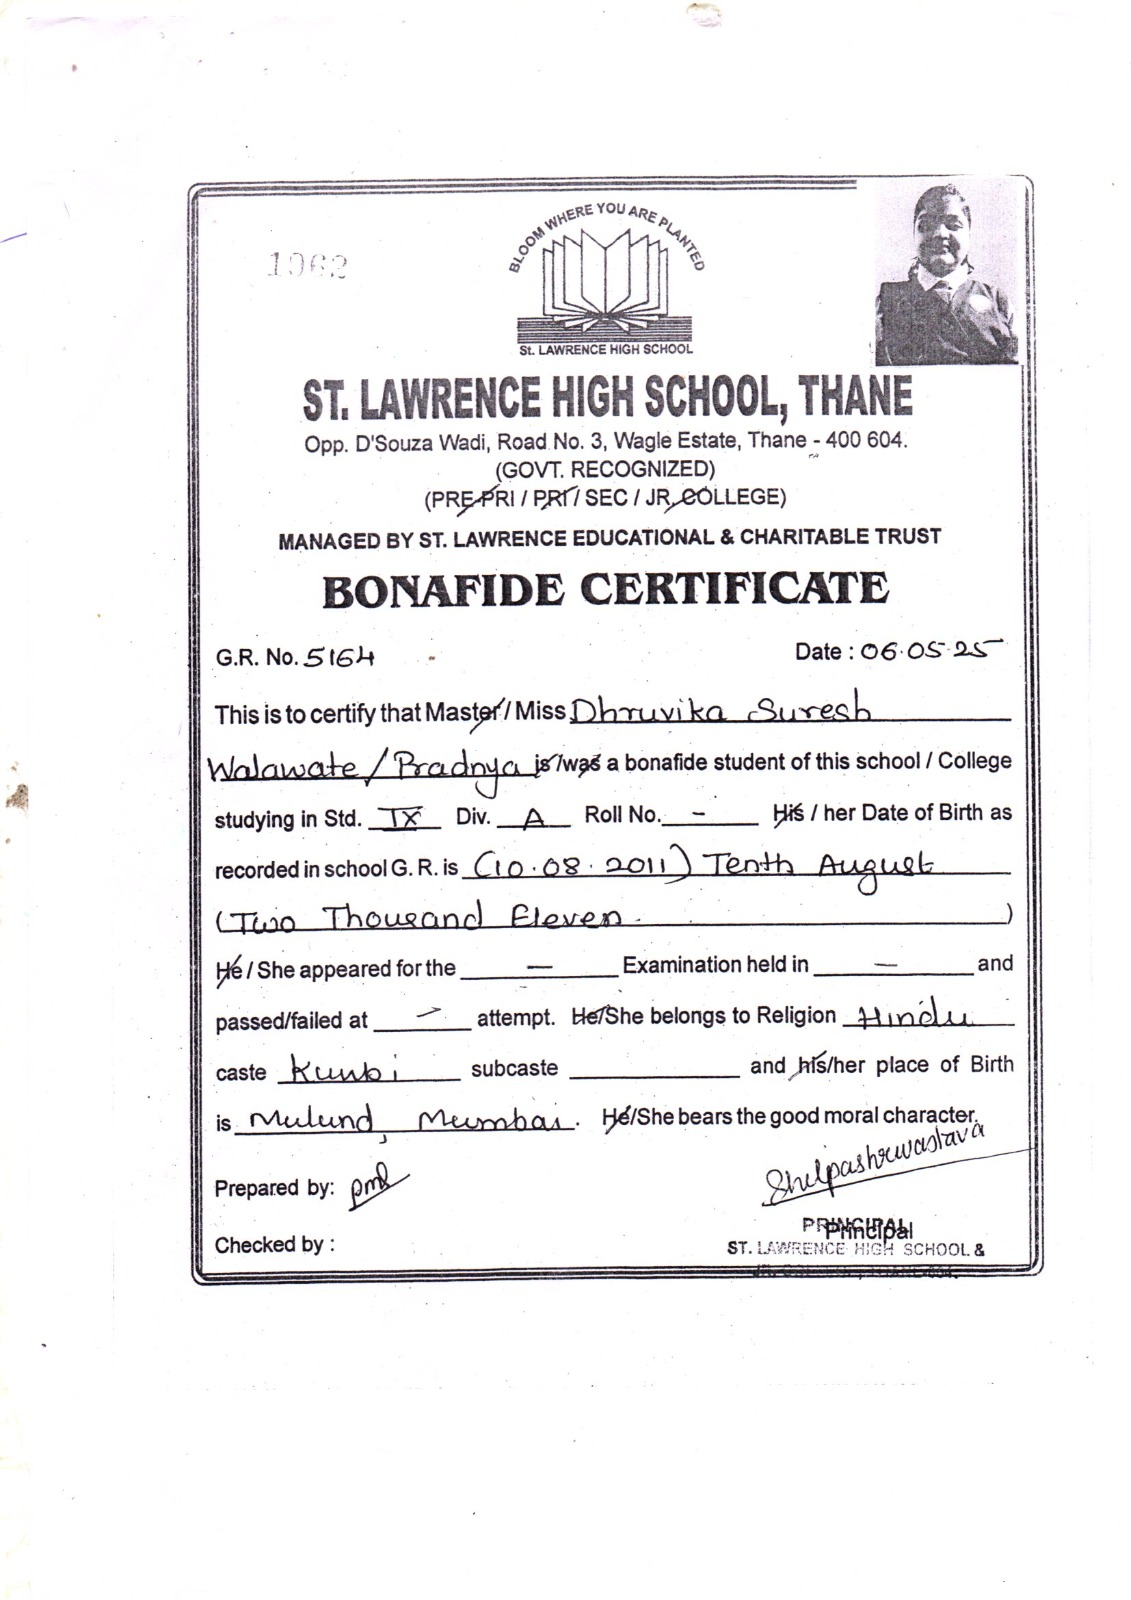 1962
BLOOM WHERE YOU ARE PLANTED
St. LAWRENCE HIGH SCHOOL
ST. LAWRENCE HIGH SCHOOL, THANE
Opp. D'Souza Wadi, Road No. 3, Wagle Estate, Thane - 400 604.
(GOVT. RECOGNIZED)
(PRE-PRI / PRI / SEC / JR. COLLEGE)
MANAGED BY ST. LAWRENCE EDUCATIONAL & CHARITABLE TRUST
BONAFIDE CERTIFICATE
G.R. No. 5164 Date : 06.05.25
This is to certify that Master / Miss Dhruvika Suresh
Walawate / Pradnya is/was a bonafide student of this school / College
studying in Std. IX Div. A Roll No. - His / her Date of Birth as
recorded in school G. R. is (10.08.2011) Tenth August
(Two Thousand Eleven. )
He / She appeared for the — Examination held in — and
passed/failed at - attempt. He/She belongs to Religion Hindu
caste Kunbi subcaste and his/her place of Birth
is Mulund, Mumbai. He/She bears the good moral character.
Prepared by: pml Shilpashrivastava
PRINCIPAL
Principal
Checked by : ST. LAWRENCE HIGH SCHOOL &